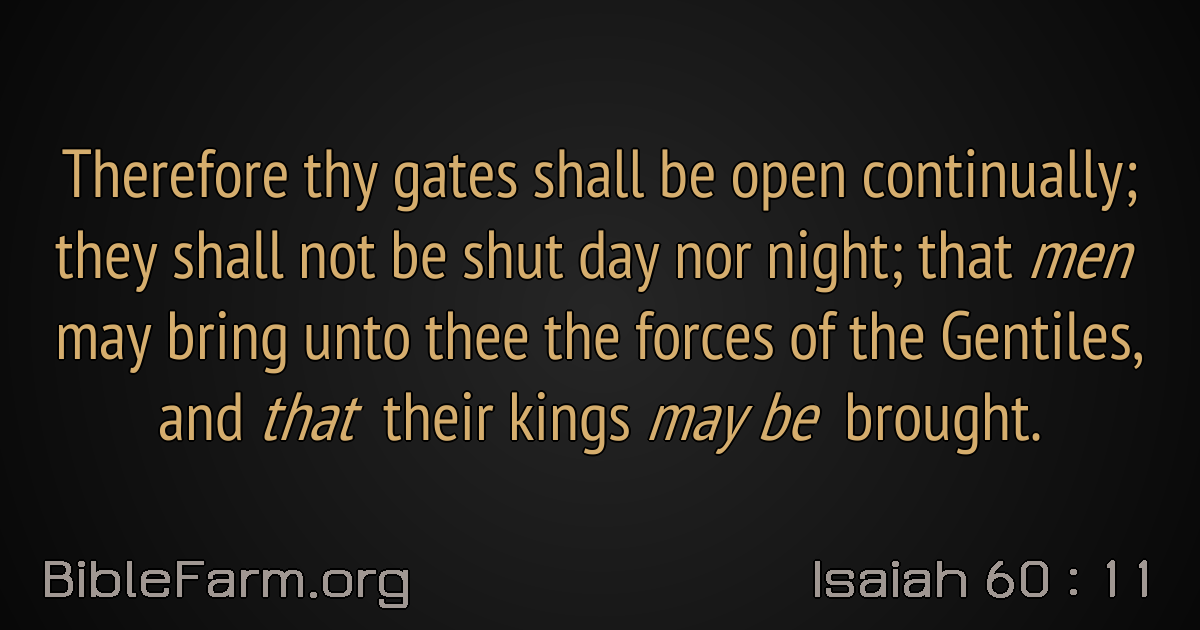 Therefore thy gates shall be open continually;
they shall not be shut day nor night; that men
may bring unto thee the forces of the Gentiles,
and that their kings may be brought.
BibleFarm.org
Isaiah 60 : 11